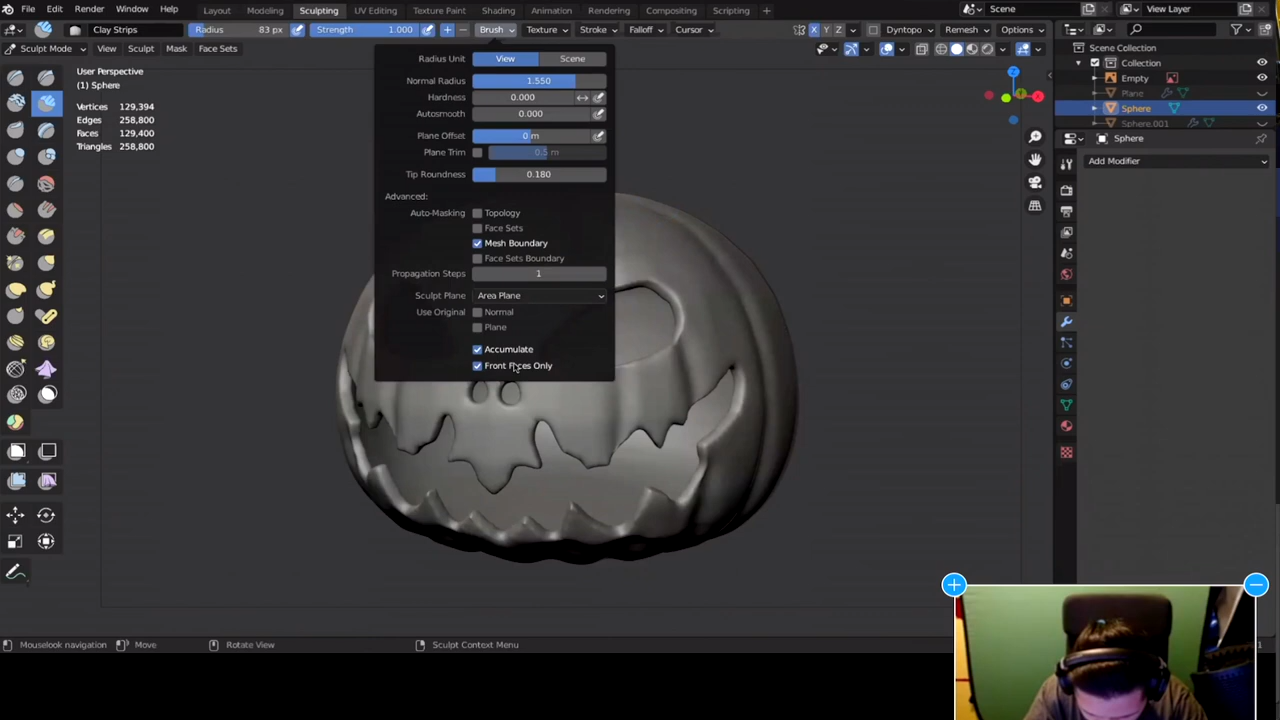 File Edit Render Window Help Layout Modeling Sculpting UV Editing Texture Paint Shading Animation Rendering Compositing Scripting + Scene View Layer
Clay Strips Radius 83 px Strength 1.000 Brush Texture Stroke Falloff Cursor X Y Z Dyntopo Remesh Options
Sculpt Mode View Sculpt Mask Face Sets
User Perspective
(1) Sphere
Vertices 129,394
Edges 258,800
Faces 129,400
Triangles 258,800
Radius Unit View Scene
Normal Radius 1.550
Hardness 0.000
Autosmooth 0.000
Plane Offset 0 m
Plane Trim 0.5 m
Tip Roundness 0.180
Advanced:
Auto-Masking Topology
Face Sets
Mesh Boundary
Face Sets Boundary
Propagation Steps 1
Sculpt Plane Area Plane
Use Original Normal
Plane
Accumulate
Front Faces Only
Z
X
Scene Collection
Collection
Empty
Plane
Sphere
Sphere.001
Sphere
Add Modifier
Mouselook navigation Move Rotate View Sculpt Context Menu